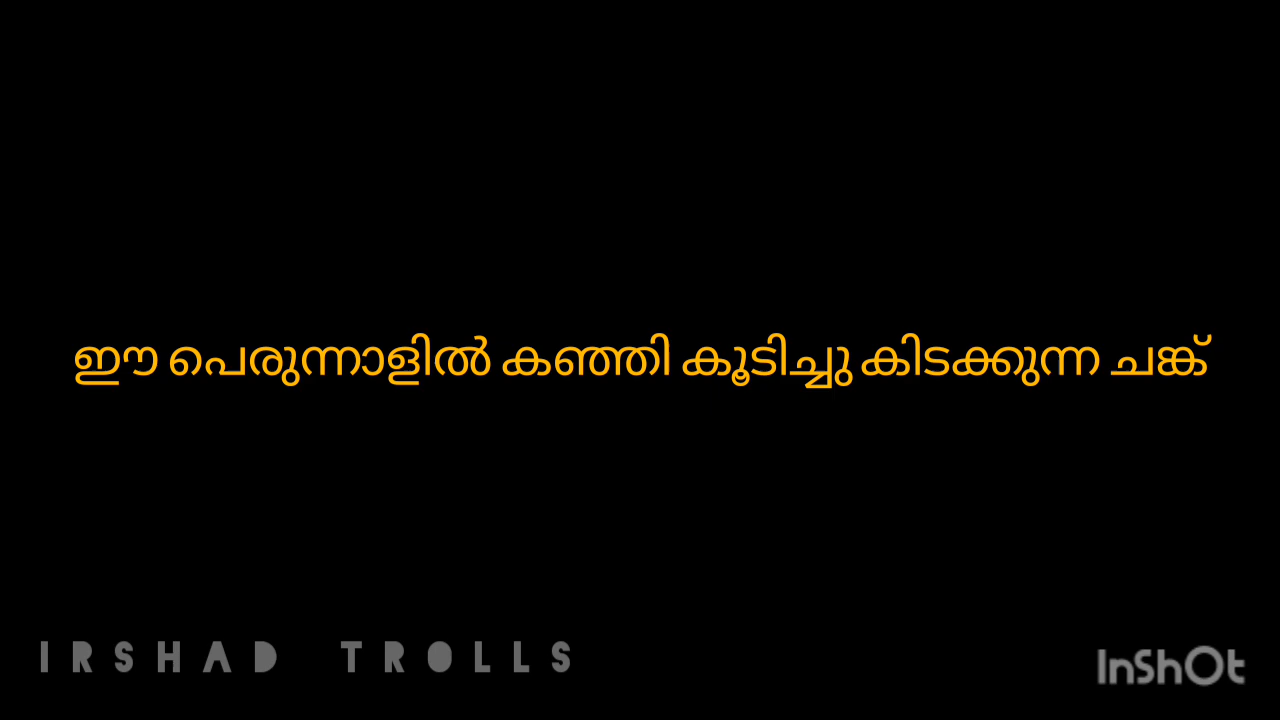 ഈ പെരുന്നാളിൽ കഞ്ഞി കൂടിച്ചു കിടക്കുന്ന ചങ്ക്
IRSHAD TROLLS
InShOt